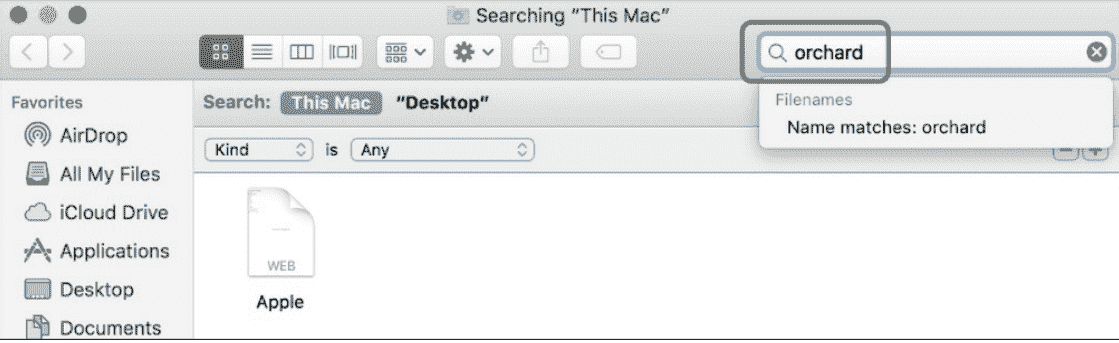 Searching “This Mac”
orchard
Filenames
Name matches: orchard
Favorites
AirDrop
All My Files
iCloud Drive
Applications
Desktop
Documents
Search: This Mac “Desktop”
Kind is Any
WEB
Apple